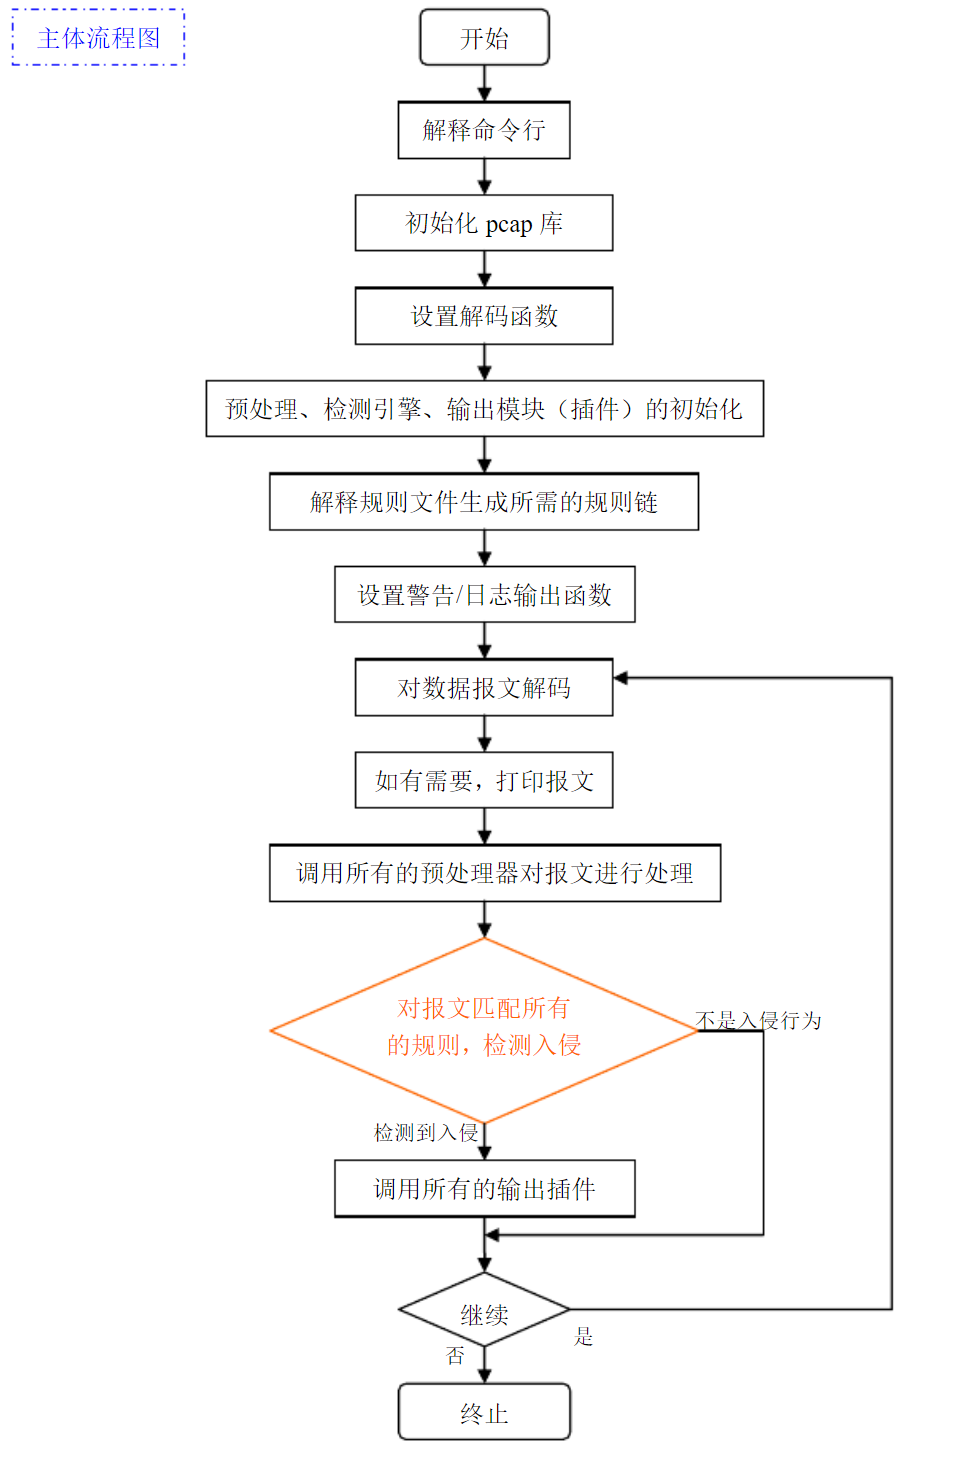 主体流程图
开始
解释命令行
初始化 pcap 库
设置解码函数
预处理、检测引擎、输出模块（插件）的初始化
解释规则文件生成所需的规则链
设置警告/日志输出函数
对数据报文解码
如有需要，打印报文
调用所有的预处理器对报文进行处理
对报文匹配所有
的规则，检测入侵
不是入侵行为
检测到入侵
调用所有的输出插件
继续
是
否
终止